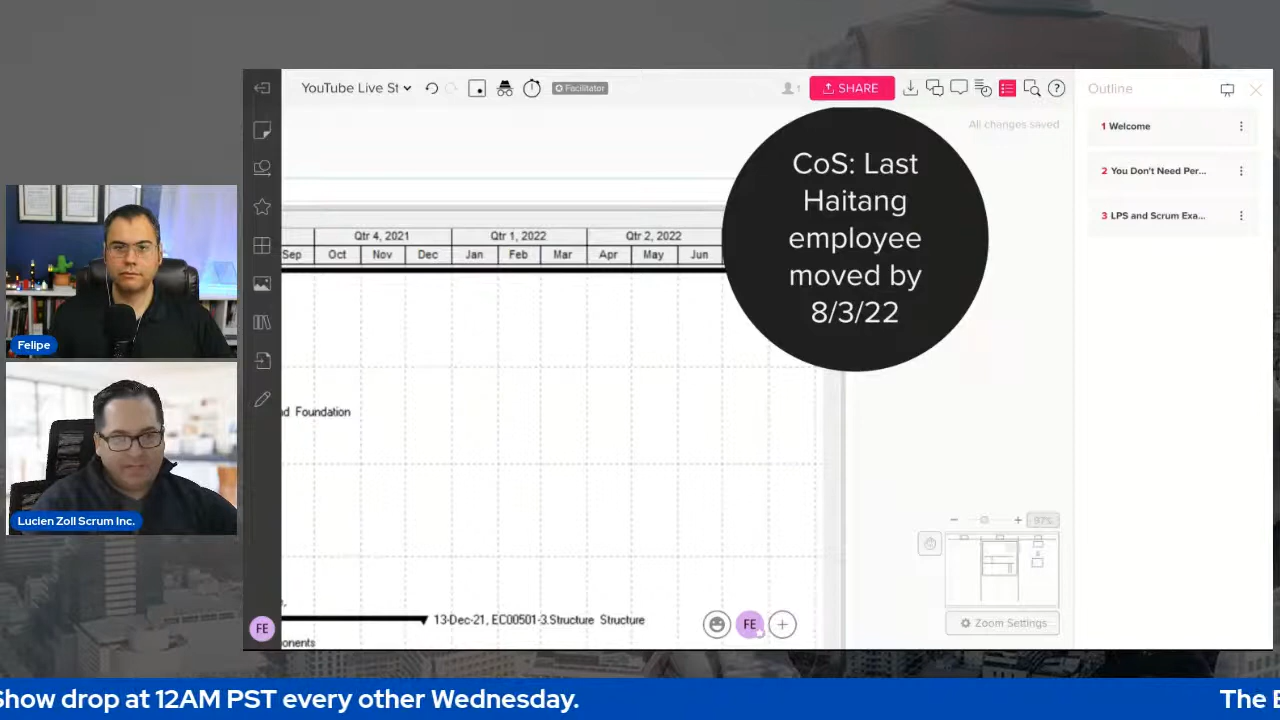 YouTube Live St
Facilitator
1
SHARE
?
Outline
All changes saved
1 Welcome
2 You Don't Need Per...
3 LPS and Scrum Exa...
CoS: Last
Haitang
employee
moved by
8/3/22
Qtr 4, 2021
Qtr 1, 2022
Qtr 2, 2022
Sep
Oct
Nov
Dec
Jan
Feb
Mar
Apr
May
Jun
Felipe
Lucien Zoll Scrum Inc.
nd Foundation
97%
13-Dec-21, EC00501-3.Structure Structure
onents
FE
FE
Zoom Settings
Show drop at 12AM PST every other Wednesday.
The E